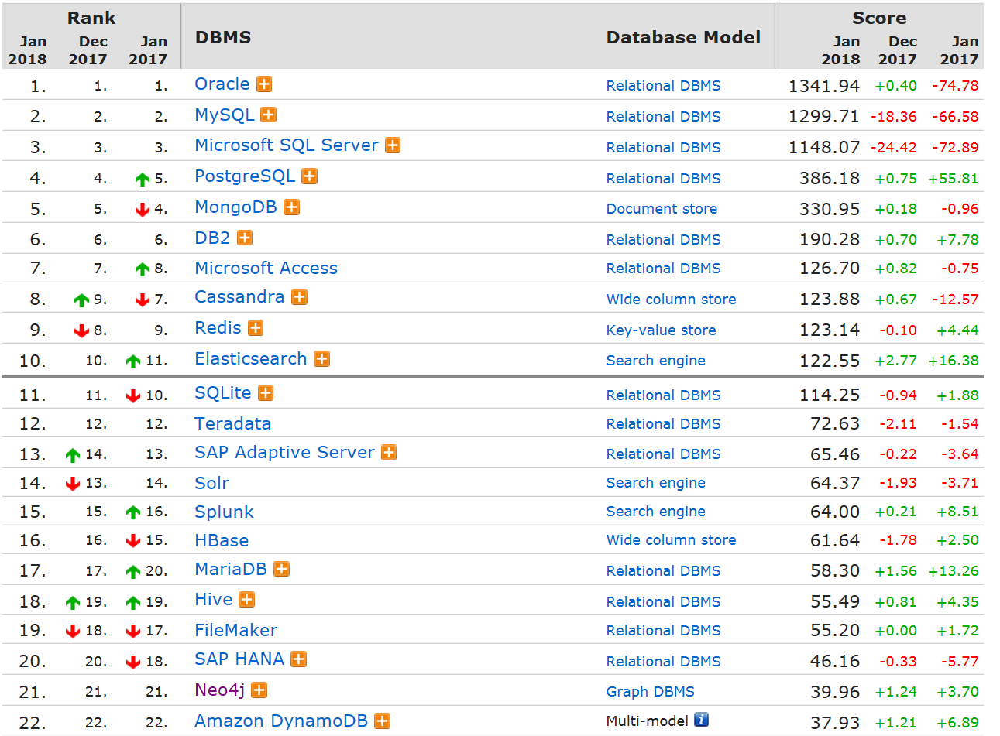 Rank Score
Jan Dec Jan DBMS Database Model Jan Dec Jan
2018 2017 2017 2018 2017 2017
1. 1. 1. Oracle Relational DBMS 1341.94 +0.40 -74.78
2. 2. 2. MySQL Relational DBMS 1299.71 -18.36 -66.58
3. 3. 3. Microsoft SQL Server Relational DBMS 1148.07 -24.42 -72.89
4. 4. 5. PostgreSQL Relational DBMS 386.18 +0.75 +55.81
5. 5. 4. MongoDB Document store 330.95 +0.18 -0.96
6. 6. 6. DB2 Relational DBMS 190.28 +0.70 +7.78
7. 7. 8. Microsoft Access Relational DBMS 126.70 +0.82 -0.75
8. 9. 7. Cassandra Wide column store 123.88 +0.67 -12.57
9. 8. 9. Redis Key-value store 123.14 -0.10 +4.44
10. 10. 11. Elasticsearch Search engine 122.55 +2.77 +16.38
11. 11. 10. SQLite Relational DBMS 114.25 -0.94 +1.88
12. 12. 12. Teradata Relational DBMS 72.63 -2.11 -1.54
13. 14. 13. SAP Adaptive Server Relational DBMS 65.46 -0.22 -3.64
14. 13. 14. Solr Search engine 64.37 -1.93 -3.71
15. 15. 16. Splunk Search engine 64.00 +0.21 +8.51
16. 16. 15. HBase Wide column store 61.64 -1.78 +2.50
17. 17. 20. MariaDB Relational DBMS 58.30 +1.56 +13.26
18. 19. 19. Hive Relational DBMS 55.49 +0.81 +4.35
19. 18. 17. FileMaker Relational DBMS 55.20 +0.00 +1.72
20. 20. 18. SAP HANA Relational DBMS 46.16 -0.33 -5.77
21. 21. 21. Neo4j Graph DBMS 39.96 +1.24 +3.70
22. 22. 22. Amazon DynamoDB Multi-model i 37.93 +1.21 +6.89